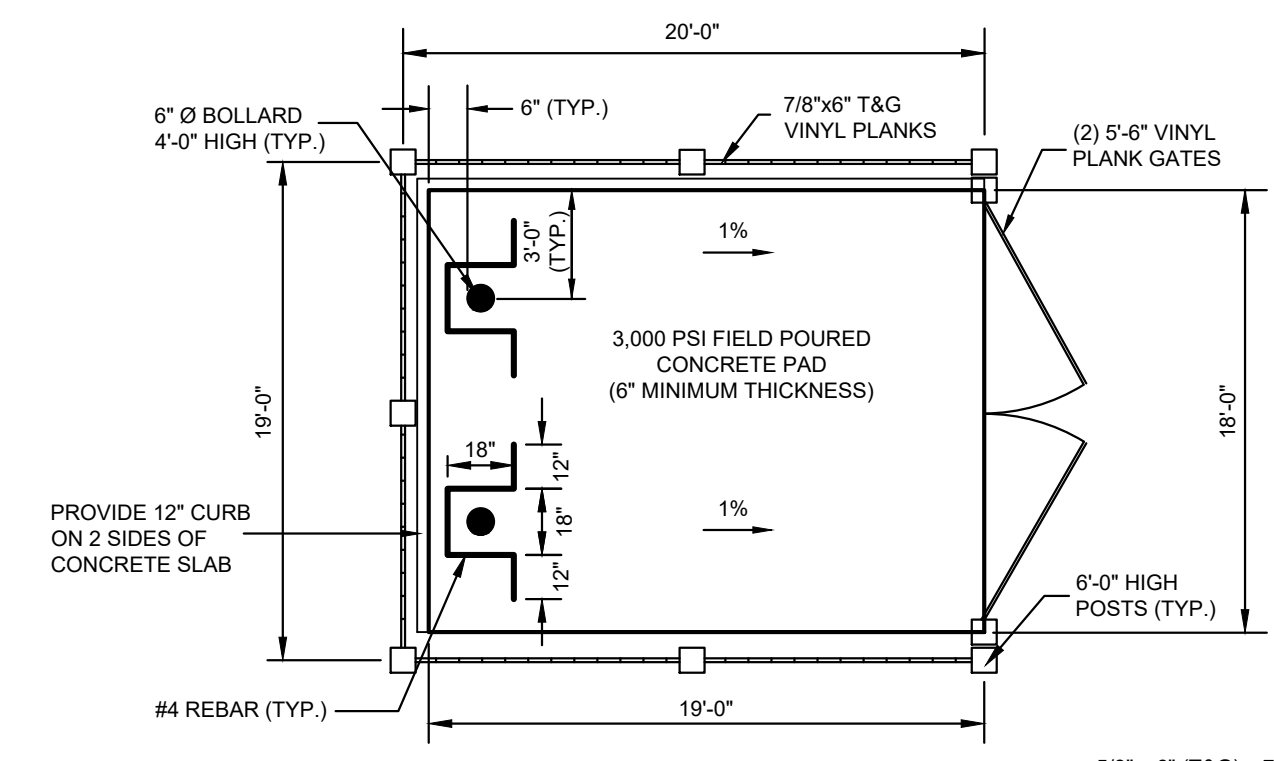 20'-0"
6" Ø BOLLARD
4'-0" HIGH (TYP.)
6" (TYP.)
7/8"x6" T&G
VINYL PLANKS
(2) 5'-6" VINYL
PLANK GATES
3'-0"
(TYP.)
1%
3,000 PSI FIELD POURED
CONCRETE PAD
(6" MINIMUM THICKNESS)
19'-0"
18'-0"
18"
12"
18"
12"
1%
PROVIDE 12" CURB
ON 2 SIDES OF
CONCRETE SLAB
6'-0" HIGH
POSTS (TYP.)
#4 REBAR (TYP.)
19'-0"